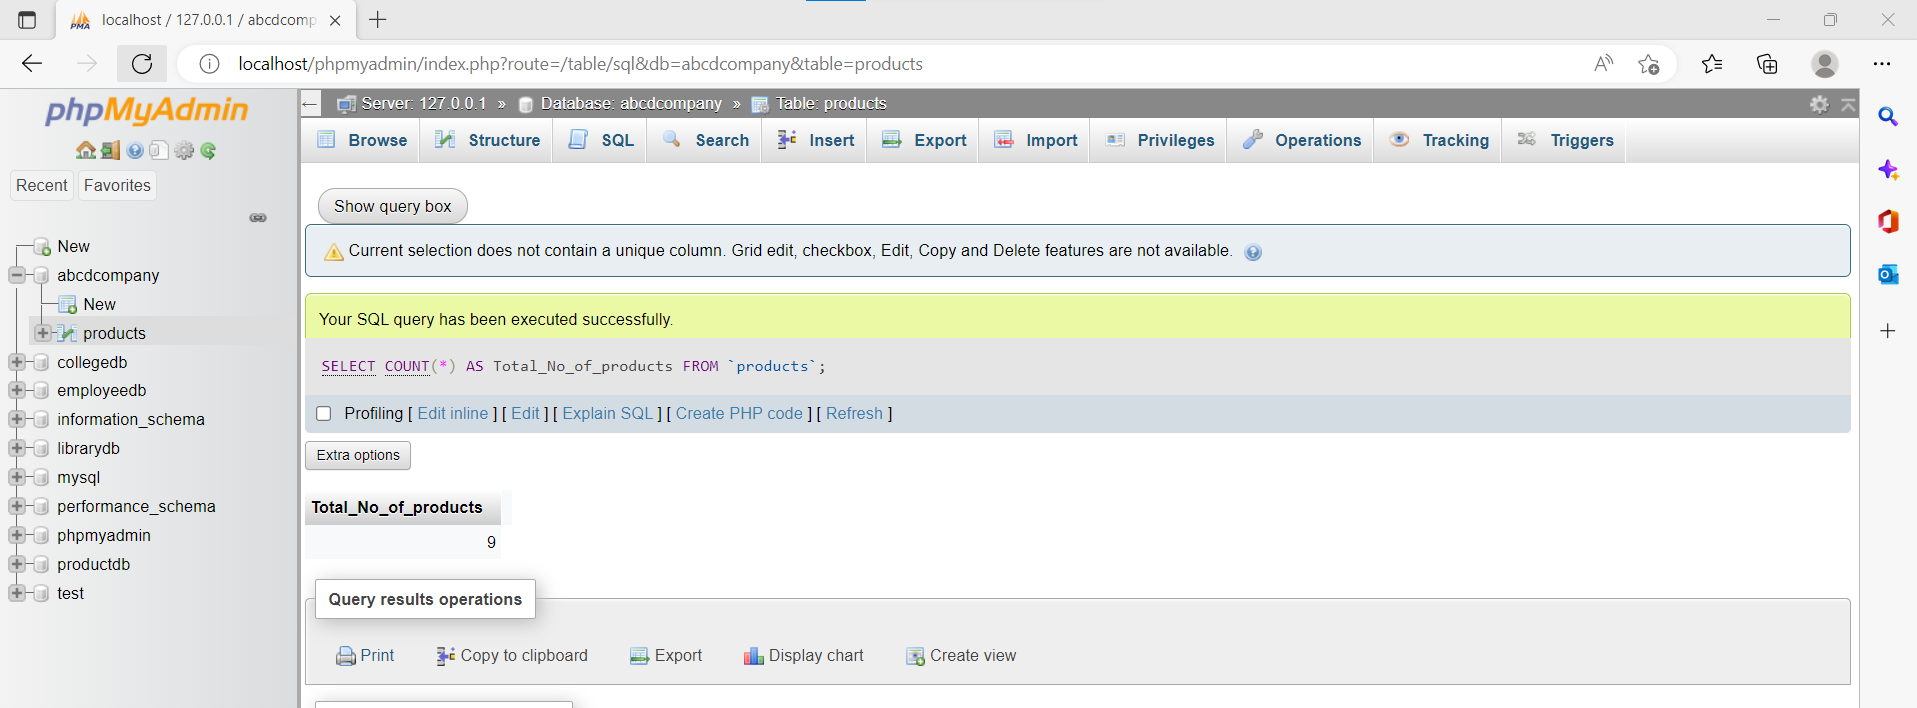 localhost / 127.0.0.1 / abcdcomp
localhost/phpmyadmin/index.php?route=/table/sql&db=abcdcompany&table=products
phpMyAdmin
Recent Favorites
New
abcdcompany
New
products
collegedb
employeedb
information_schema
librarydb
mysql
performance_schema
phpmyadmin
productdb
test
Server: 127.0.0.1 » Database: abcdcompany » Table: products
Browse Structure SQL Search Insert Export Import Privileges Operations Tracking Triggers
Show query box
Current selection does not contain a unique column. Grid edit, checkbox, Edit, Copy and Delete features are not available.
Your SQL query has been executed successfully.
SELECT COUNT(*) AS Total_No_of_products FROM `products`;
Profiling [ Edit inline ] [ Edit ] [ Explain SQL ] [ Create PHP code ] [ Refresh ]
Extra options
Total_No_of_products
9
Query results operations
Print Copy to clipboard Export Display chart Create view